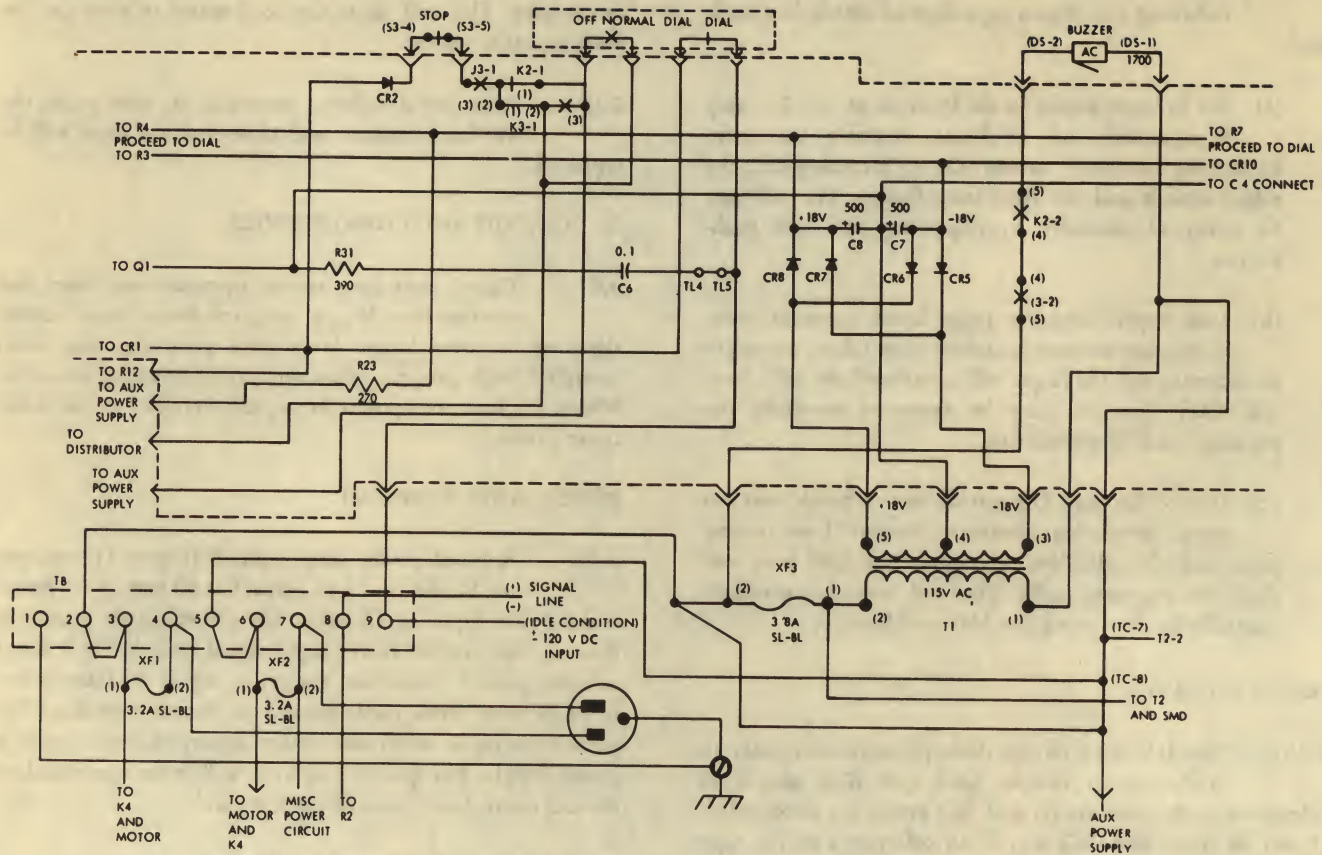 STOP
(S3-4) (S3-5)
OFF NORMAL DIAL DIAL
BUZZER
(DS-2) AC (DS-1)
1700
J3-1 K2-1
CR2
(1)
(3) (2) (1) (2) (3)
K3-1
TO R4
PROCEED TO DIAL
TO R3
TO R7
PROCEED TO DIAL
TO CR10
TO C 4 CONNECT
500 500
+18V + + -18V
C8 C7
(5)
K2-2
(4)
R31
390
0.1
C6
TO Q1
TL4 TL5
CR8 CR7 CR6 CR5
(4)
(3-2)
(5)
TO CR1
TO R12
TO AUX
POWER
SUPPLY
R23
270
TO
DISTRIBUTOR
TO AUX
POWER
SUPPLY
+18V -18V
(5) (4) (3)
XF3
(2) (1)
115V AC
3.8A
SL-BL
(2) (1)
T1
TB
1 2 3 4 5 6 7 8 9
(+) SIGNAL
(-) LINE
(IDLE CONDITION)
± 120 V DC
INPUT
(TC-7)
T2-2
(TC-8)
XF1 XF2
(1) (2) (1) (2)
3.2A SL-BL
3.2A
SL-BL
TO T2
AND SMD
TO
K4
AND
MOTOR
TO
MOTOR
AND
K4
MISC
POWER
CIRCUIT
TO
R2
AUX
POWER
SUPPLY